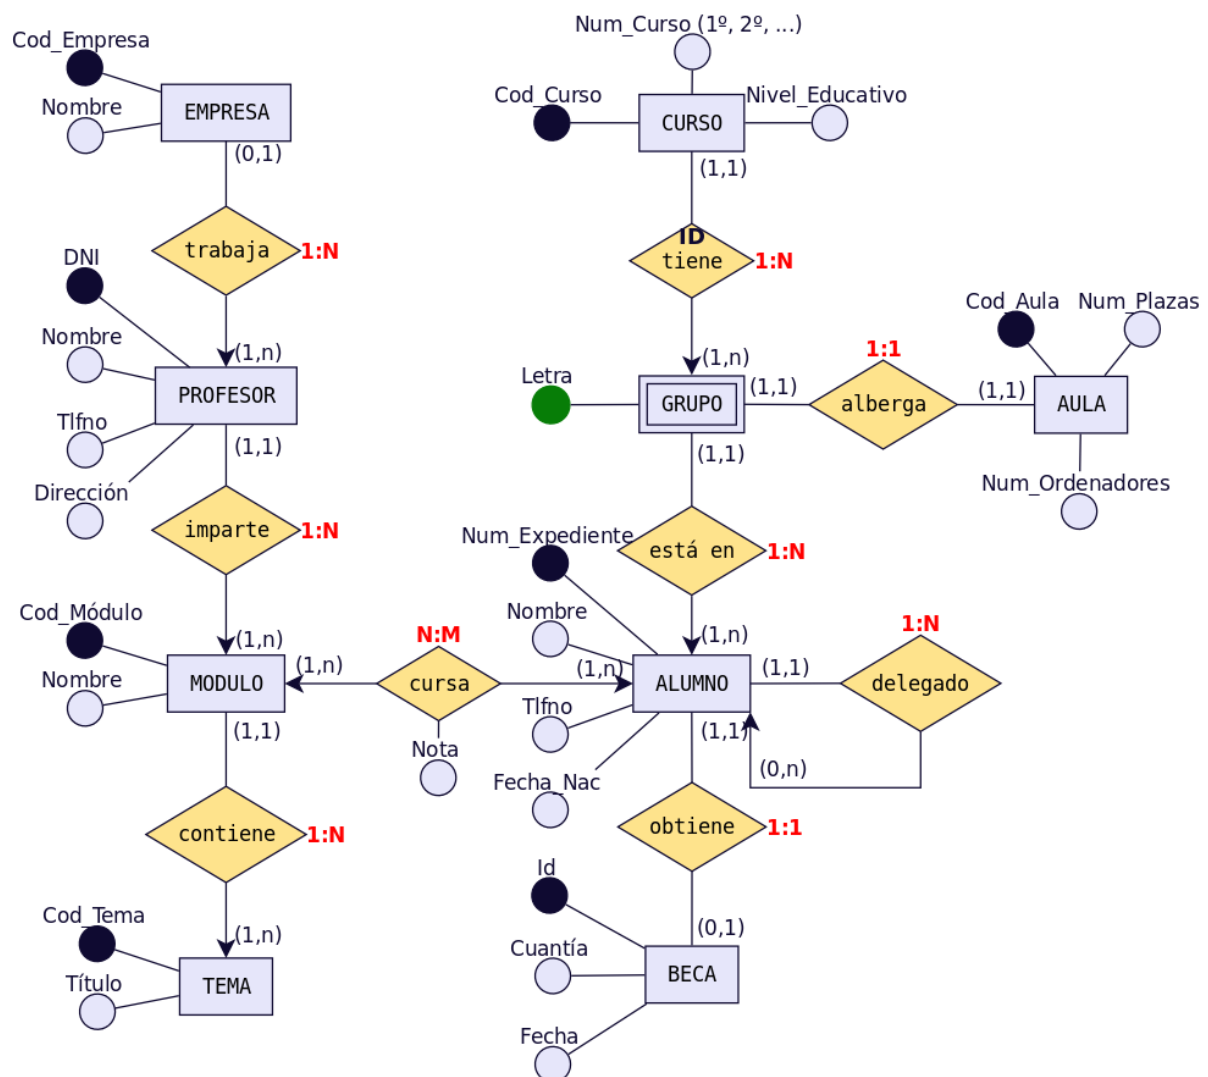 Cod_Empresa
Nombre
EMPRESA
(0,1)
trabaja
1:N
DNI
Nombre
(1,n)
PROFESOR
Tlfno
(1,1)
Dirección
imparte
1:N
Cod_Módulo
(1,n)
Nombre
MODULO
(1,1)
contiene
1:N
Cod_Tema
(1,n)
Título
TEMA
(1,n)
N:M
cursa
(1,n)
Nota
Num_Curso (1º, 2º, ...)
Cod_Curso
Nivel_Educativo
CURSO
(1,1)
ID
tiene
1:N
(1,n)
Letra
GRUPO
(1,1)
1:1
alberga
(1,1)
AULA
Cod_Aula
Num_Plazas
Num_Ordenadores
(1,1)
está en
1:N
Num_Expediente
Nombre
(1,n)
ALUMNO
Tlfno
Fecha_Nac
(1,1)
1:N
delegado
(0,n)
(1,1)
obtiene
1:1
Id
(0,1)
Cuantía
BECA
Fecha